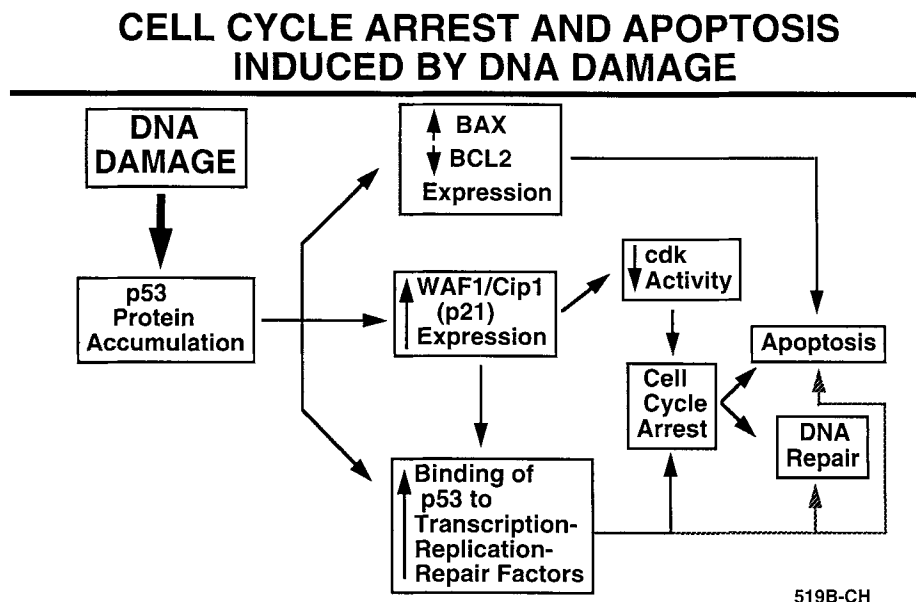 CELL CYCLE ARREST AND APOPTOSIS
INDUCED BY DNA DAMAGE
DNA
DAMAGE
BAX
BCL2
Expression
p53
Protein
Accumulation
WAF1/Cip1
(p21)
Expression
cdk
Activity
Apoptosis
Cell
Cycle
Arrest
DNA
Repair
Binding of
p53 to
Transcription-
Replication-
Repair Factors
519B-CH